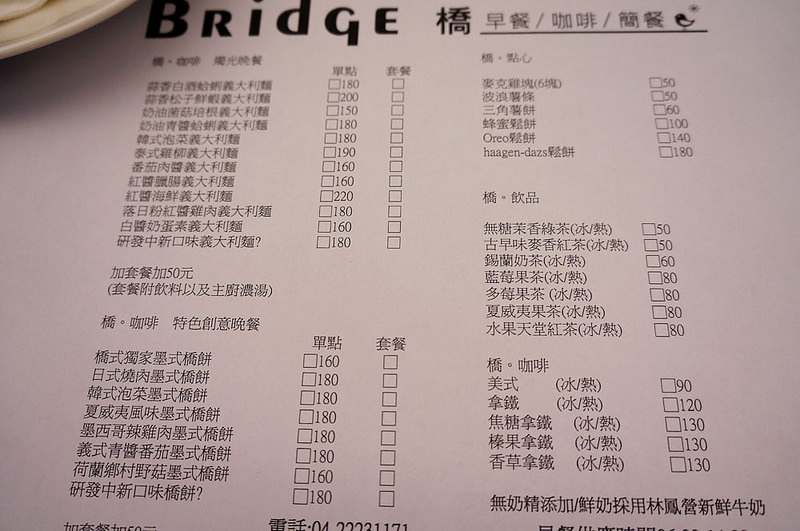 BRidgE 橋 早餐/咖啡/簡餐
橋。咖啡 燭光晚餐
單點 套餐
蒜香白酒蛤蜊義大利麵 □180 □
蒜香松子鮮蝦義大利麵 □200 □
奶油菌菇培根義大利麵 □150 □
奶油青醬蛤蜊義大利麵 □180 □
韓式泡菜義大利麵 □180 □
泰式雞柳義大利麵 □190 □
番茄肉醬義大利麵 □160 □
紅醬臘腸義大利麵 □160 □
紅醬海鮮義大利麵 □220 □
落日粉紅醬雞肉義大利麵 □180 □
白醬奶蛋素義大利麵 □160 □
研發中新口味義大利麵? □180 □
加套餐加50元
(套餐附飲料以及主廚濃湯)
橋。咖啡 特色創意晚餐
單點 套餐
橋式獨家墨式橋餅 □160 □
日式燒肉墨式橋餅 □180 □
韓式泡菜墨式橋餅 □180 □
夏威夷風味墨式橋餅 □180 □
墨西哥辣雞肉墨式橋餅 □180 □
義式青醬番茄墨式橋餅 □180 □
荷蘭鄉村野菇墨式橋餅 □160 □
研發中新口味橋餅? □180 □
加套餐加50元
電話:04-22231171
橋。點心
麥克雞塊(6塊) □50
波浪薯條 □50
三角薯餅 □60
蜂蜜鬆餅 □100
Oreo鬆餅 □140
haagen-dazs鬆餅 □180
橋。飲品
無糖茉香綠茶(冰/熱) □50
古早味麥香紅茶(冰/熱) □50
錫蘭奶茶(冰/熱) □60
藍莓果茶(冰/熱) □80
多莓果茶 (冰/熱) □80
夏威夷果茶(冰/熱) □80
水果天堂紅茶(冰/熱) □80
橋。咖啡
美式 (冰/熱) □90
拿鐵 (冰/熱) □120
焦糖拿鐵 (冰/熱) □130
榛果拿鐵 (冰/熱) □130
香草拿鐵 (冰/熱) □130
無奶精添加/鮮奶採用林鳳營新鮮牛奶
早餐供應時間